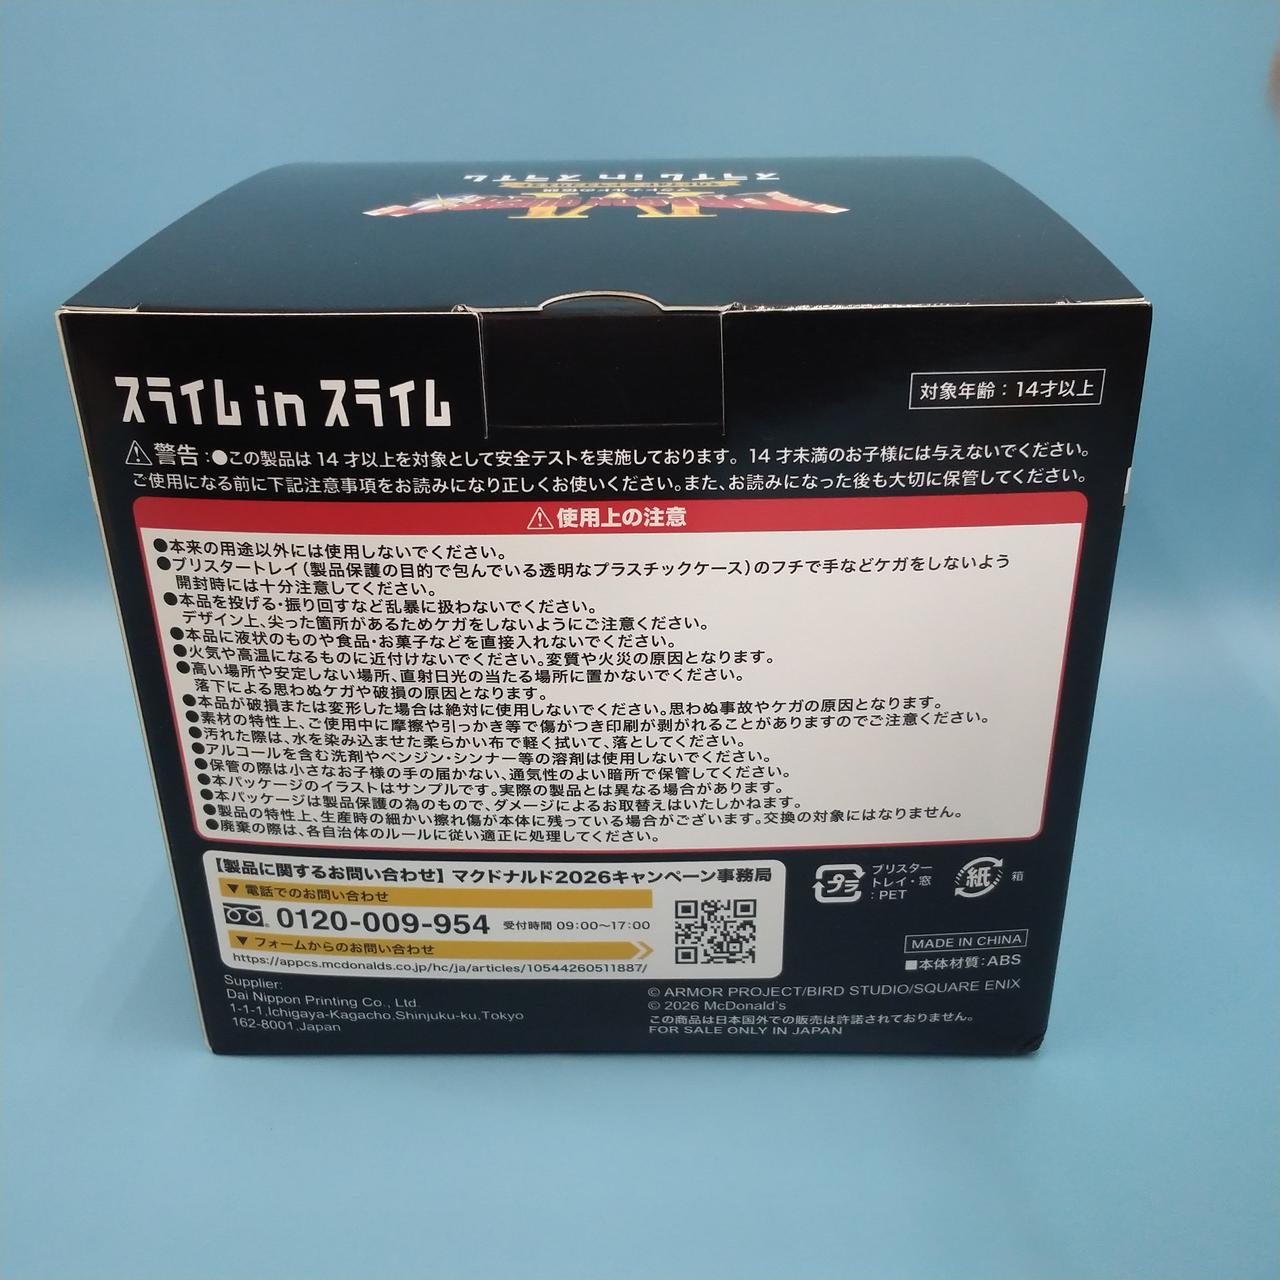 スライム in スライム
スライム in スライム
対象年齢：14才以上
警告：●この製品は 14 才以上を対象として安全テストを実施しております。14 才未満のお子様には与えないでください。
ご使用になる前に下記注意事項をお読みになり正しくお使いください。また、お読みになった後も大切に保管してください。
使用上の注意
●本来の用途以外には使用しないでください。
●ブリスタートレイ（製品保護の目的で包んでいる透明なプラスチックケース）のフチで手などケガをしないよう
開封時には十分注意してください。
●本品を投げる・振り回すなど乱暴に扱わないでください。
デザイン上、尖った箇所があるためケガをしないようにご注意ください。
●本品に液状のものや食品・お菓子などを直接入れないでください。
●火気や高温になるものに近付けないでください。変質や火災の原因となります。
●高い場所や安定しない場所、直射日光の当たる場所に置かないでください。
落下による思わぬケガや破損の原因となります。
●本品が破損または変形した場合は絶対に使用しないでください。思わぬ事故やケガの原因となります。
●素材の特性上、ご使用中に摩擦や引っかき等で傷がつき印刷が剥がれることがありますのでご注意ください。
●汚れた際は、水を染み込ませた柔らかい布で軽く拭いて、落としてください。
●アルコールを含む洗剤やベンジン・シンナー等の溶剤は使用しないでください。
●保管の際は小さなお子様の手の届かない、通気性のよい暗所で保管してください。
●本パッケージのイラストはサンプルです。実際の製品とは異なる場合があります。
●本パッケージは製品保護の為のもので、ダメージによるお取替えはいたしかねます。
●製品の特性上、生産時の細かい擦れ傷が本体に残っている場合がございます。交換の対象にはなりません。
●廃棄の際は、各自治体のルールに従い適正に処理してください。
【製品に関するお問い合わせ】マクドナルド2026キャンペーン事務局
▼ 電話でのお問い合わせ
0120-009-954 受付時間 09:00〜17:00
▼ フォームからのお問い合わせ
https://appcs.mcdonalds.co.jp/hc/ja/articles/10544260511887/
プラ
ブリスター
トレイ・窓
：PET
紙
箱
MADE IN CHINA
■本体材質：ABS
Supplier:
Dai Nippon Printing Co., Ltd.
1-1-1,Ichigaya-Kagacho,Shinjuku-ku,Tokyo
162-8001,Japan
© ARMOR PROJECT/BIRD STUDIO/SQUARE ENIX
© 2026 McDonald's
この商品は日本国外での販売は許諾されておりません。
FOR SALE ONLY IN JAPAN